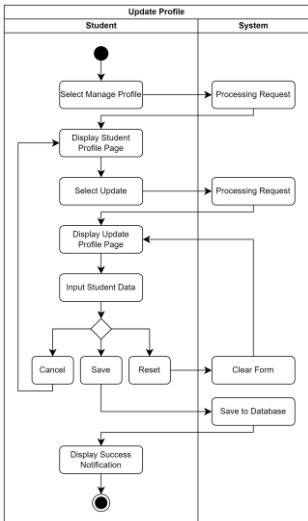 Update Profile
Student
System
Select Manage Profile
Processing Request
Display Student
Profile Page
Select Update
Processing Request
Display Update
Profile Page
Input Student Data
Cancel
Save
Reset
Clear Form
Save to Database
Display Success
Notification